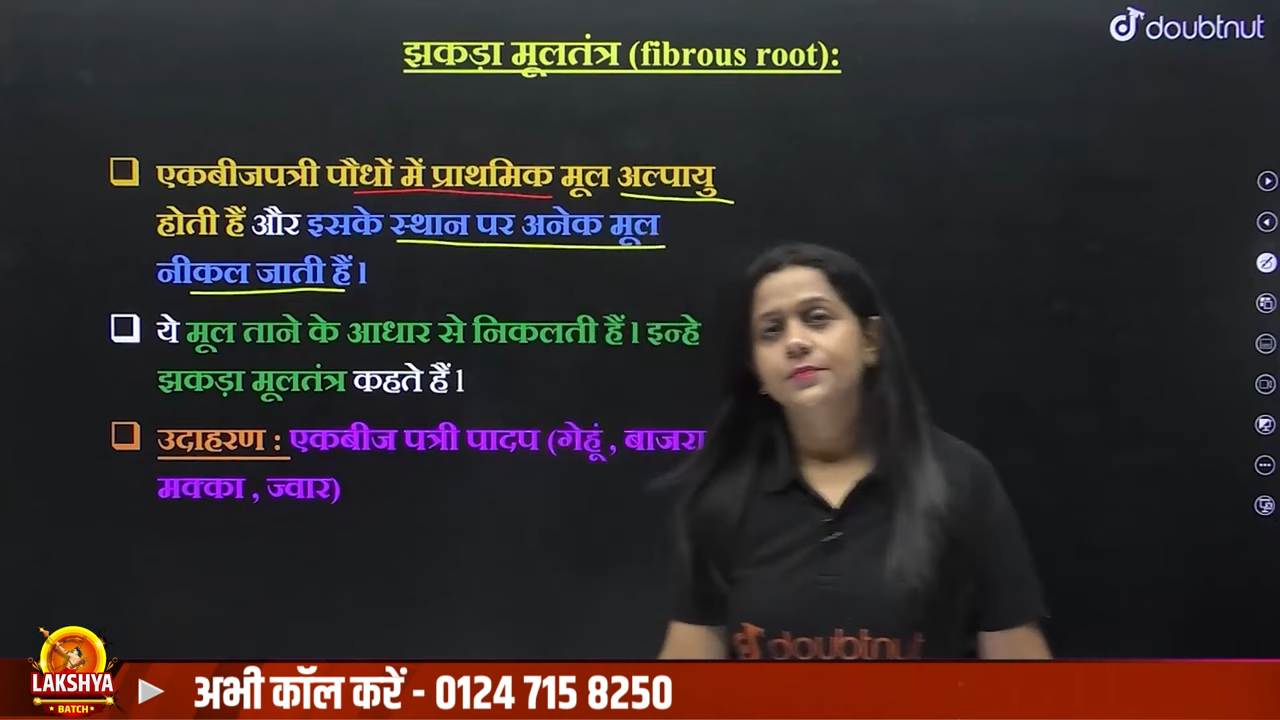 doubtnut
झकड़ा मूलतंत्र (fibrous root):
एकबीजपत्री पौधों में प्राथमिक मूल अल्पायु
होती हैं और इसके स्थान पर अनेक मूल
नीकल जाती हैं l
ये मूल ताने के आधार से निकलती हैं l इन्हे
झकड़ा मूलतंत्र कहते हैं l
उदाहरण : एकबीज पत्री पादप (गेहूं , बाजरा
मक्का , ज्वार)
doubtnut
LAKSHYA
BATCH
अभी कॉल करें - 0124 715 8250